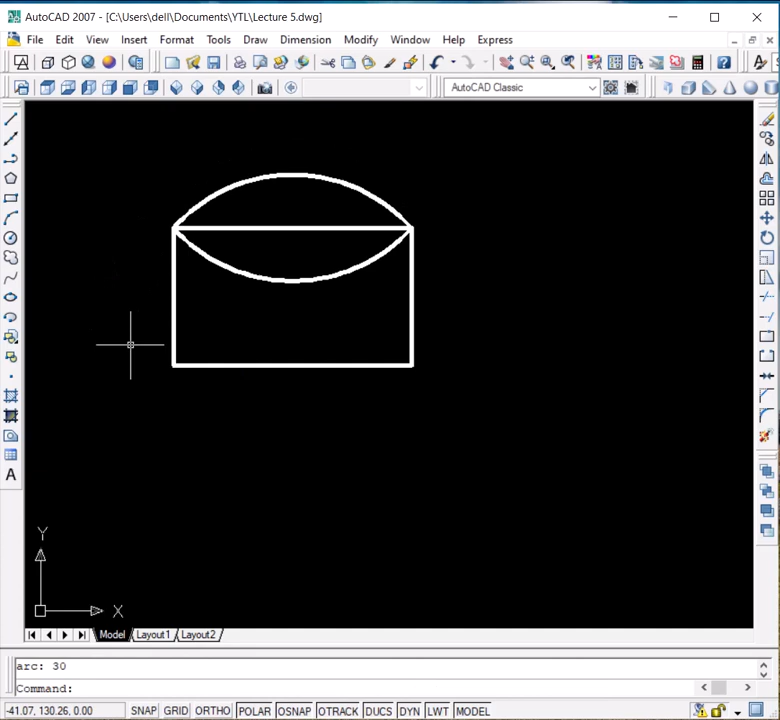 AutoCAD 2007 - [C:\Users\dell\Documents\YTL\Lecture 5.dwg]
File Edit View Insert Format Tools Draw Dimension Modify Window Help Express
AutoCAD Classic
A
Y
X
Model Layout1 Layout2
arc: 30
Command:
-41.07, 130.26, 0.00 SNAP GRID ORTHO POLAR OSNAP OTRACK DUCS DYN LWT MODEL